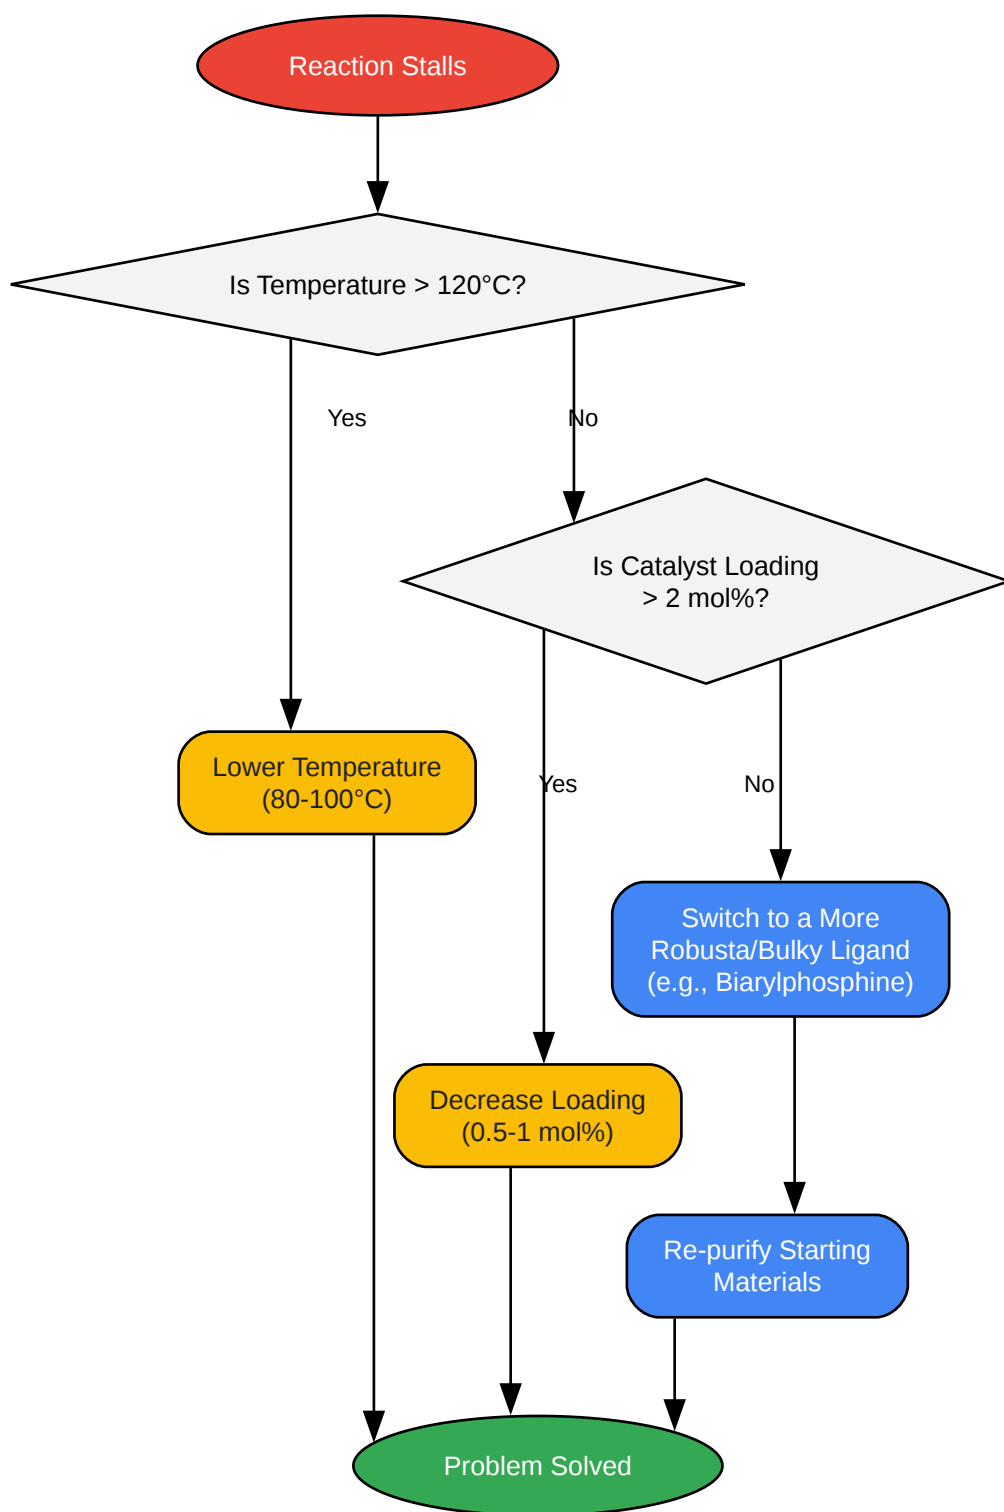 Reaction Stalls
Is Temperature > 120°C?
Yes
No
Is Catalyst Loading
> 2 mol%?
Lower Temperature
(80-100°C)
Yes
No
Switch to a More
Robusta/Bulky Ligand
(e.g., Biarylphosphine)
Decrease Loading
(0.5-1 mol%)
Re-purify Starting
Materials
Problem Solved